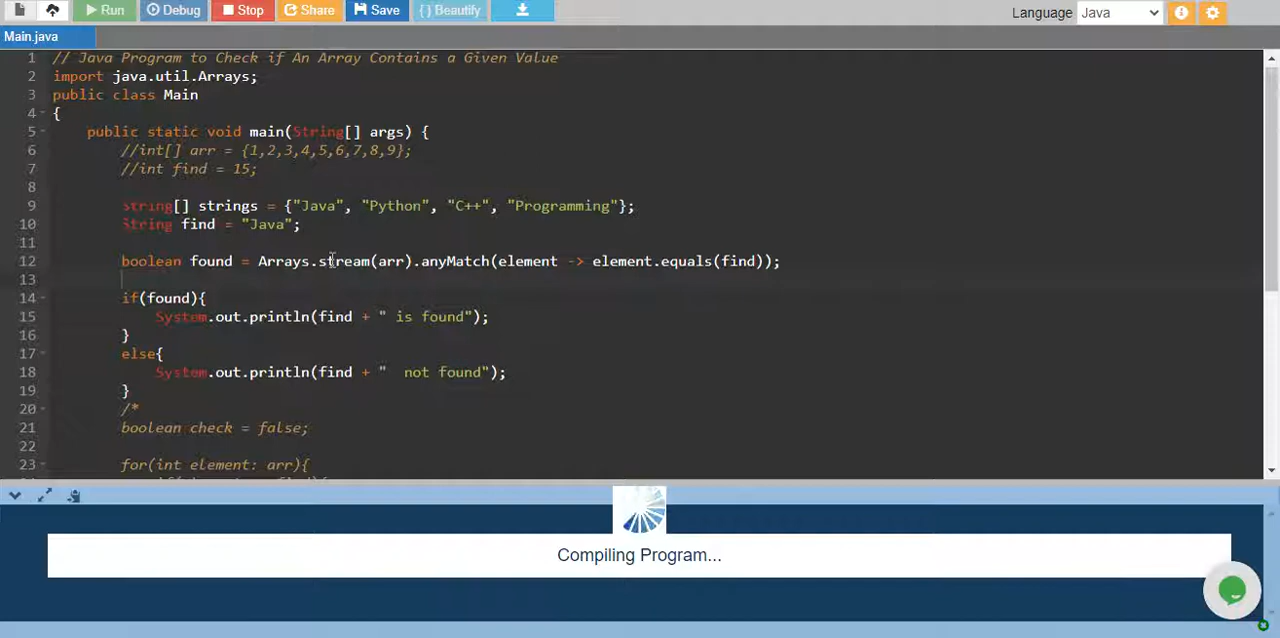 Run Debug Stop Share Save { } Beautify Language Java
Main.java
1 // Java Program to Check if An Array Contains a Given Value
2 import java.util.Arrays;
3 public class Main
4 {
5 public static void main(String[] args) {
6 //int[] arr = {1,2,3,4,5,6,7,8,9};
7 //int find = 15;
8
9 string[] strings = {"Java", "Python", "C++", "Programming"};
10 String find = "Java";
11
12 boolean found = Arrays.stream(arr).anyMatch(element -> element.equals(find));
13
14 if(found){
15 System.out.println(find + " is found");
16 }
17 else{
18 System.out.println(find + "  not found");
19 }
20 /*
21 boolean check = false;
22
23 for(int element: arr){
Compiling Program...